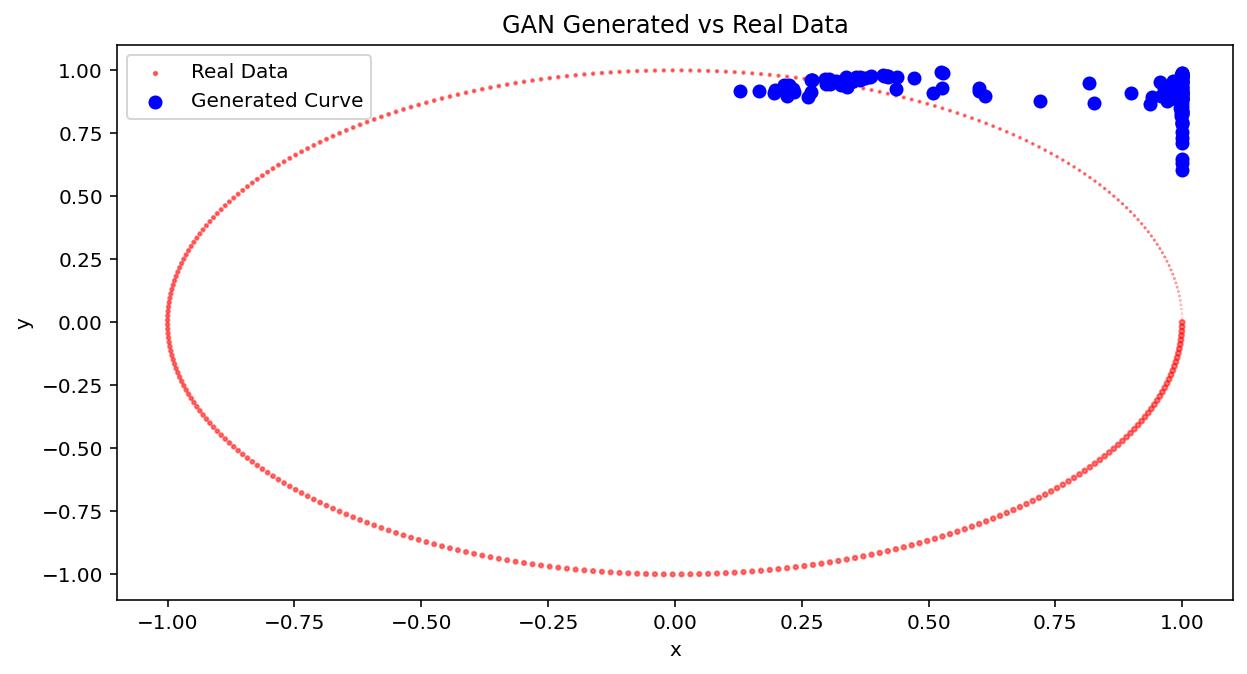 GAN Generated vs Real Data
Real Data
Generated Curve
y
1.00
0.75
0.50
0.25
0.00
−0.25
−0.50
−0.75
−1.00
−1.00 −0.75 −0.50 −0.25 0.00 0.25 0.50 0.75 1.00
x